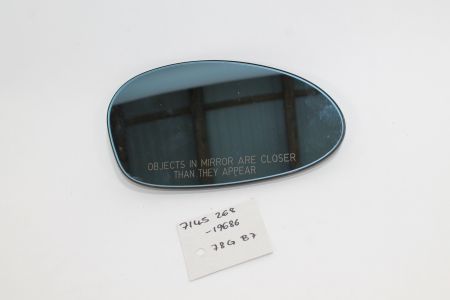 OBJECTS IN MIRROR ARE CLOSER
THAN THEY APPEAR
7145 268
-19686
78G B7